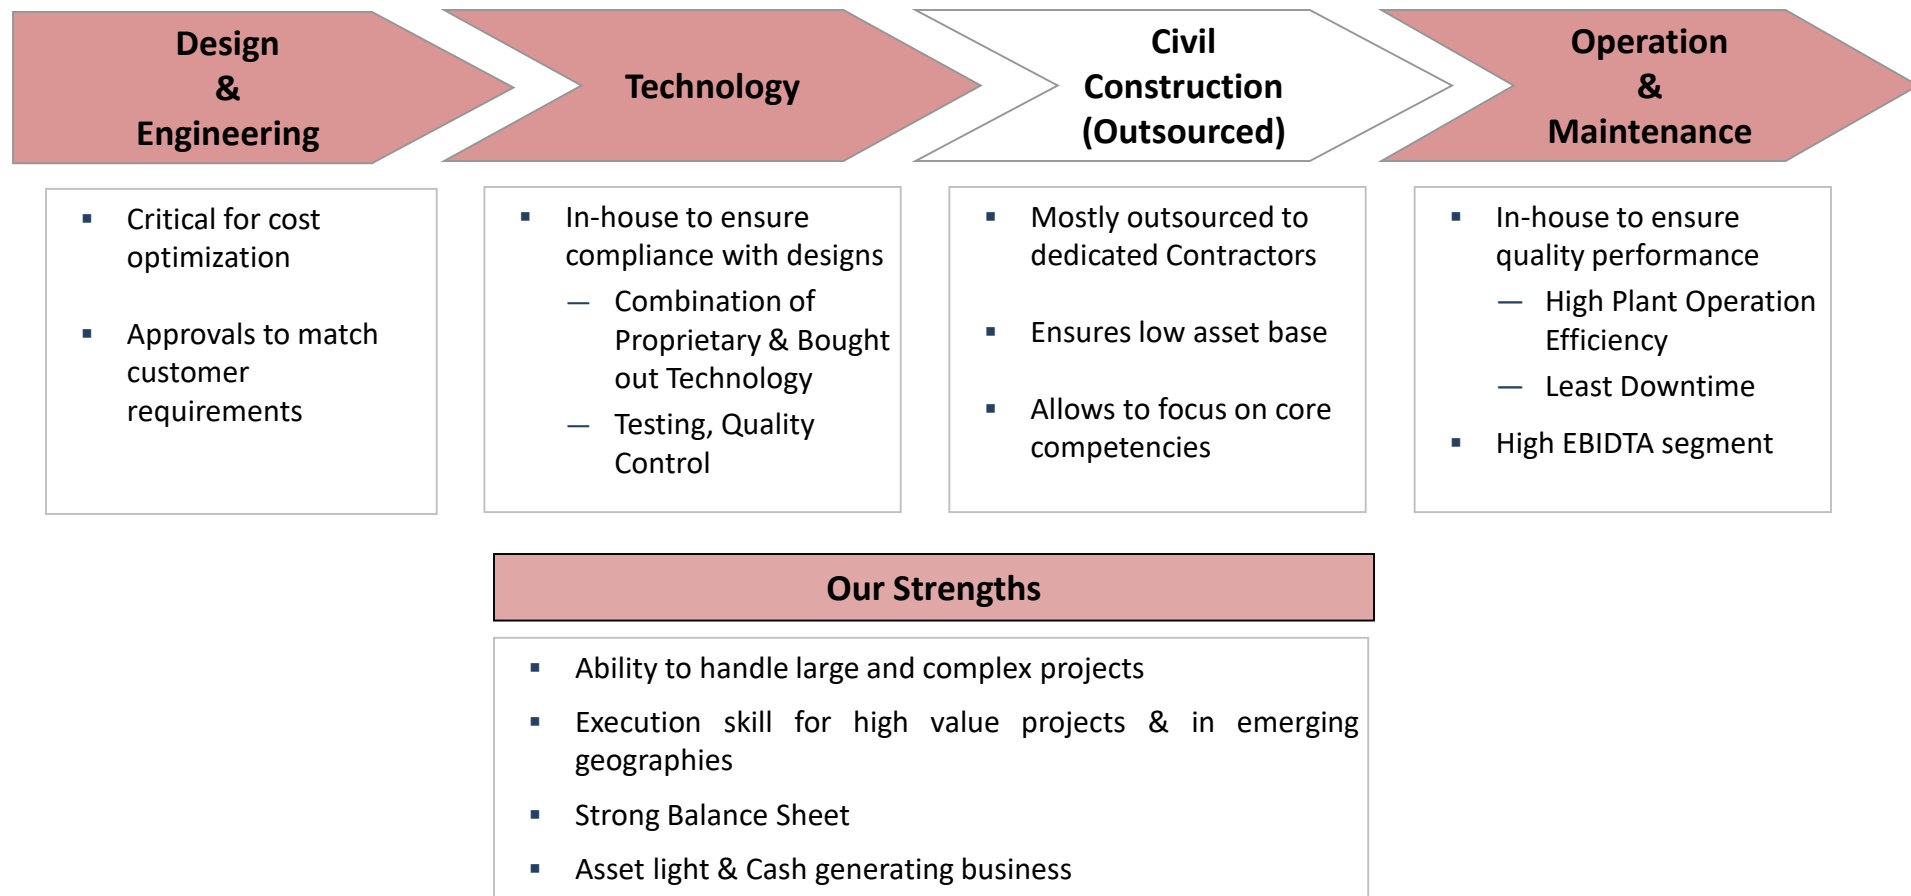 Design
&
Engineering
Technology
Civil
Construction
(Outsourced)
Operation
&
Maintenance
▪ Critical for cost
optimization
▪ Approvals to match
customer
requirements
▪ In-house to ensure
compliance with designs
— Combination of
Proprietary & Bought
out Technology
— Testing, Quality
Control
▪ Mostly outsourced to
dedicated Contractors
▪ Ensures low asset base
▪ Allows to focus on core
competencies
▪ In-house to ensure
quality performance
— High Plant Operation
Efficiency
— Least Downtime
▪ High EBIDTA segment
Our Strengths
▪ Ability to handle large and complex projects
▪ Execution skill for high value projects & in emerging
geographies
▪ Strong Balance Sheet
▪ Asset light & Cash generating business